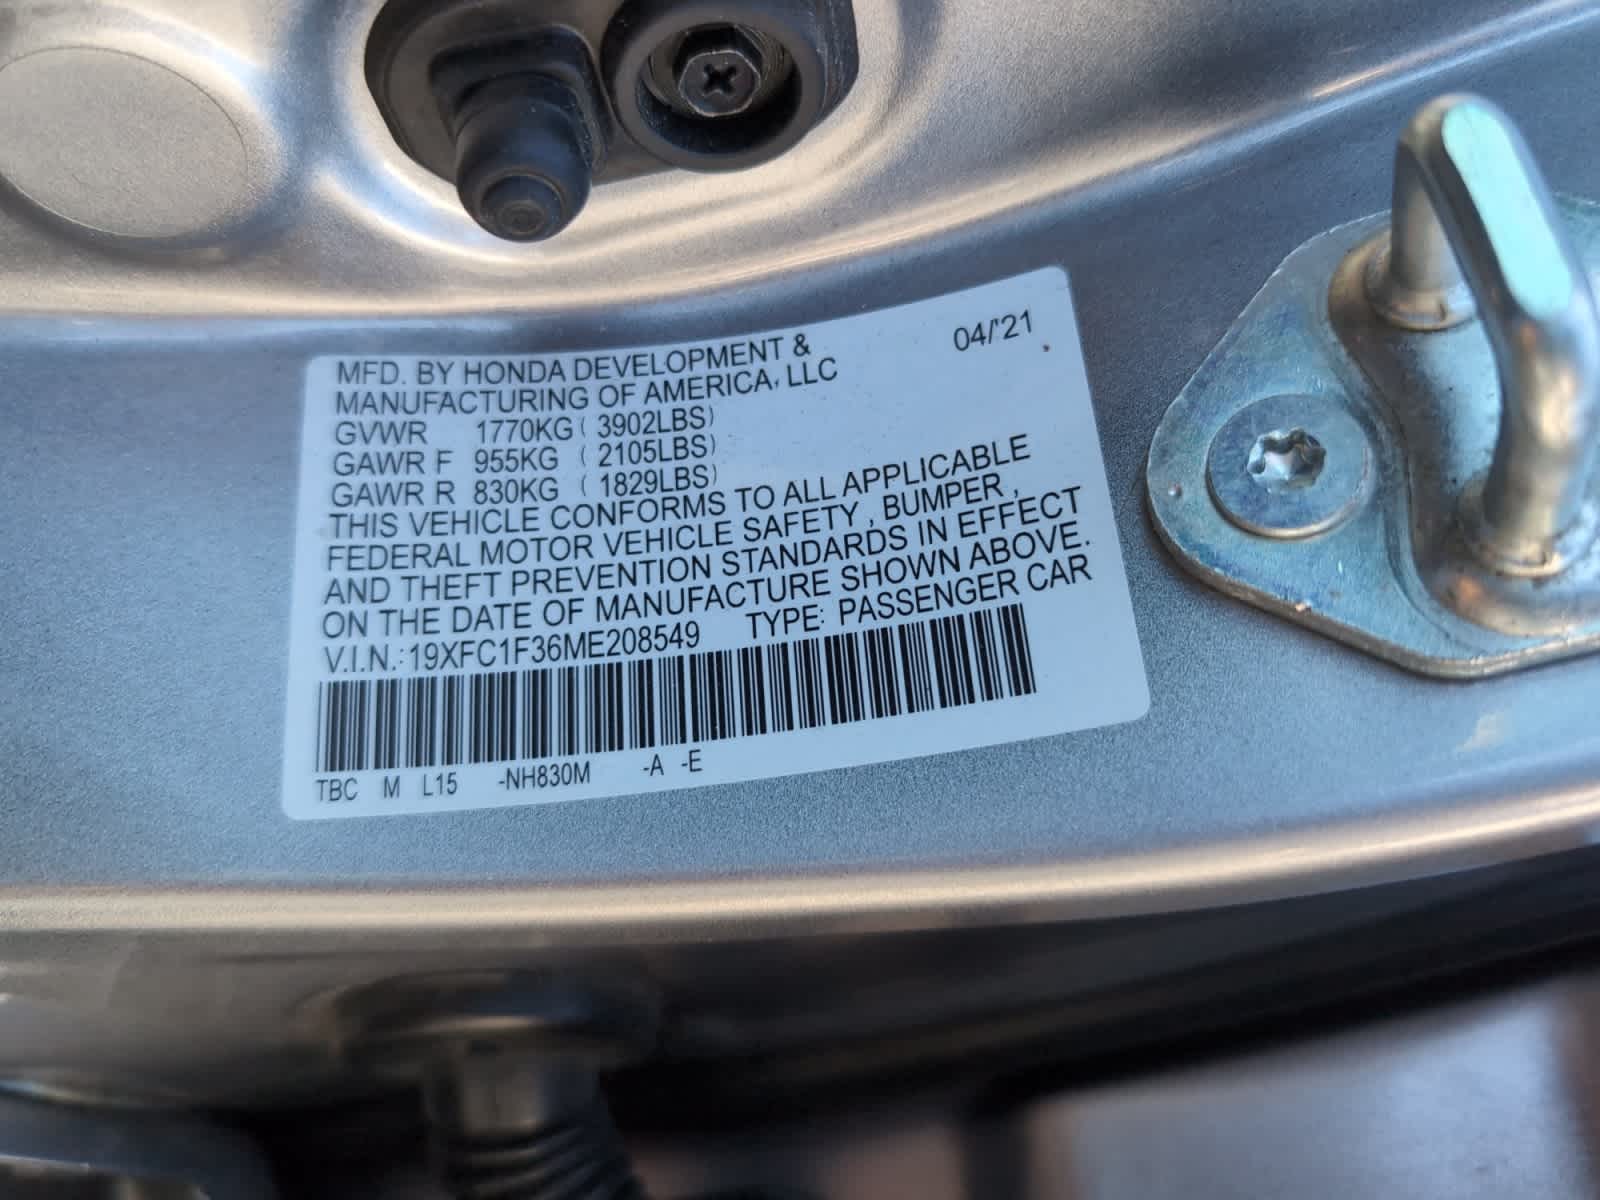 04/'21
MFD. BY HONDA DEVELOPMENT &
MANUFACTURING OF AMERICA, LLC
GVWR 1770KG ( 3902LBS)
GAWR F 955KG ( 2105LBS)
GAWR R 830KG ( 1829LBS)
THIS VEHICLE CONFORMS TO ALL APPLICABLE
FEDERAL MOTOR VEHICLE SAFETY , BUMPER ,
AND THEFT PREVENTION STANDARDS IN EFFECT
ON THE DATE OF MANUFACTURE SHOWN ABOVE.
V.I.N.:19XFC1F36ME208549 TYPE: PASSENGER CAR
TBC M L15 -NH830M -A -E